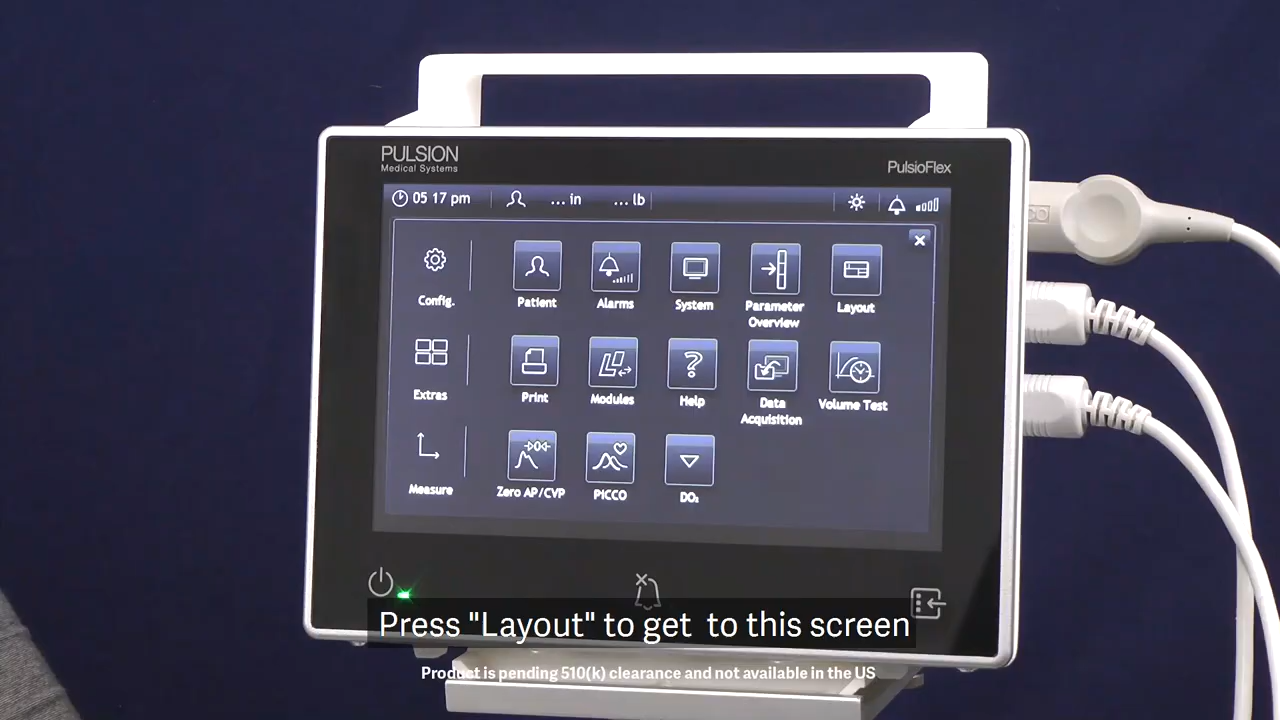 PULSION
Medical Systems
PulsioFlex
05 17 pm ... in ... lb
Config.
Patient
Alarms
System
Parameter
Overview
Layout
Extras
Print
Modules
Help
Data
Acquisition
Volume Test
Measure
Zero AP/CVP
PiCCO
DO₂
Press "Layout" to get to this screen
Product is pending 510(k) clearance and not available in the US